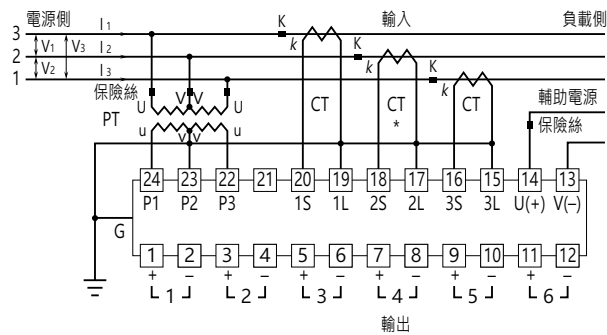 電源側 K 輸入 負載側
3 I1 k
V1 V3 I2 K
2 k
V2 I3 K
1 k
保險絲 輔助電源
U V V U CT CT CT 保險絲
PT *
u v v u
24 23 22 21 20 19 18 17 16 15 14 13
P1 P2 P3 1S 1L 2S 2L 3S 3L U(+) V(–)
G
1 2 3 4 5 6 7 8 9 10 11 12
+ – + – + – + – + – + –
1 2 3 4 5 6
輸出